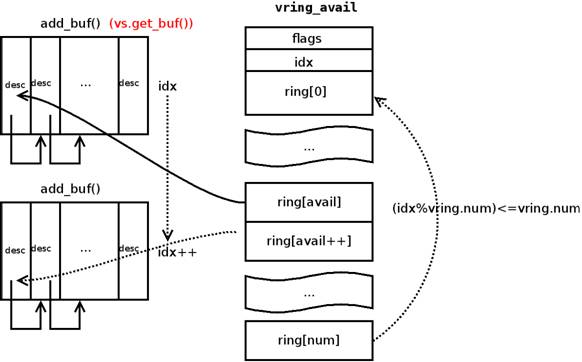 vring_avail
add_buf() (vs.get_buf())
flags
idx
ring[0]
desc desc ... desc
idx
...
add_buf()
ring[avail]
(idx%vring.num)<=vring.num
ring[avail++]
desc desc ... desc
idx++
...
ring[num]